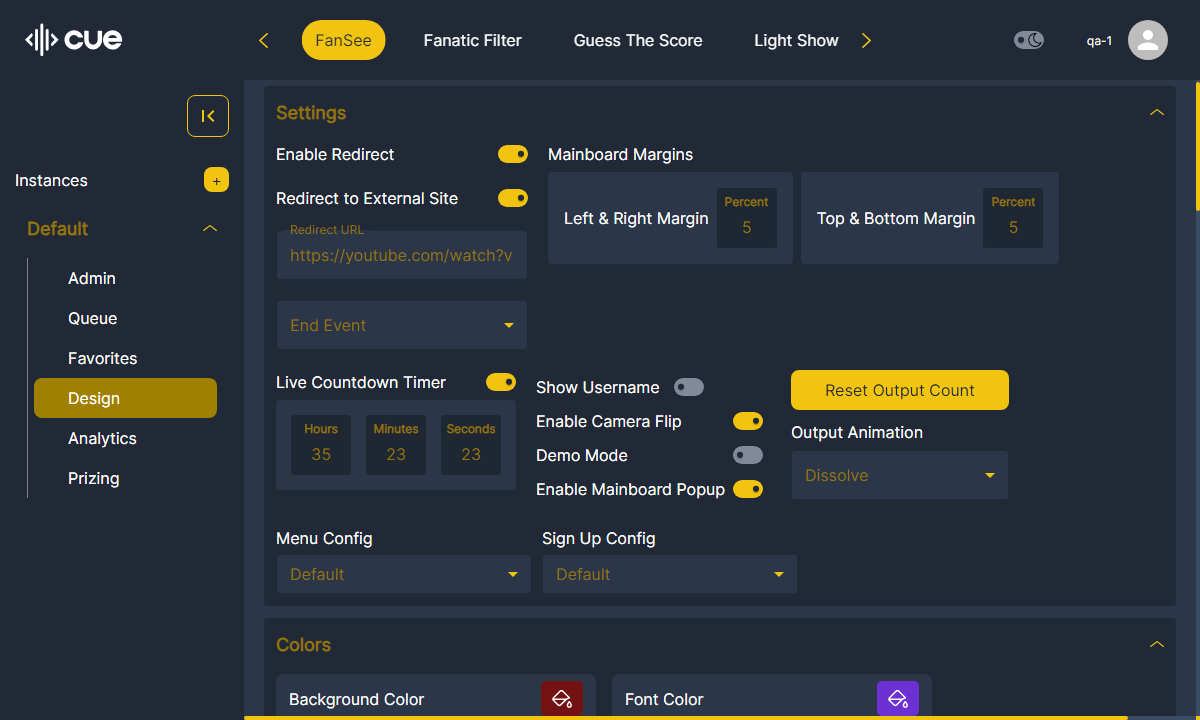 cue
FanSee
Fanatic Filter
Guess The Score
Light Show
qa-1
Instances
+
Default
Admin
Queue
Favorites
Design
Analytics
Prizing
Settings
Enable Redirect
Redirect to External Site
Redirect URL
https://youtube.com/watch?v
End Event
Mainboard Margins
Left & Right Margin
Percent
5
Top & Bottom Margin
Percent
5
Live Countdown Timer
Hours
35
Minutes
23
Seconds
23
Show Username
Enable Camera Flip
Demo Mode
Enable Mainboard Popup
Reset Output Count
Output Animation
Dissolve
Menu Config
Default
Sign Up Config
Default
Colors
Background Color
Font Color